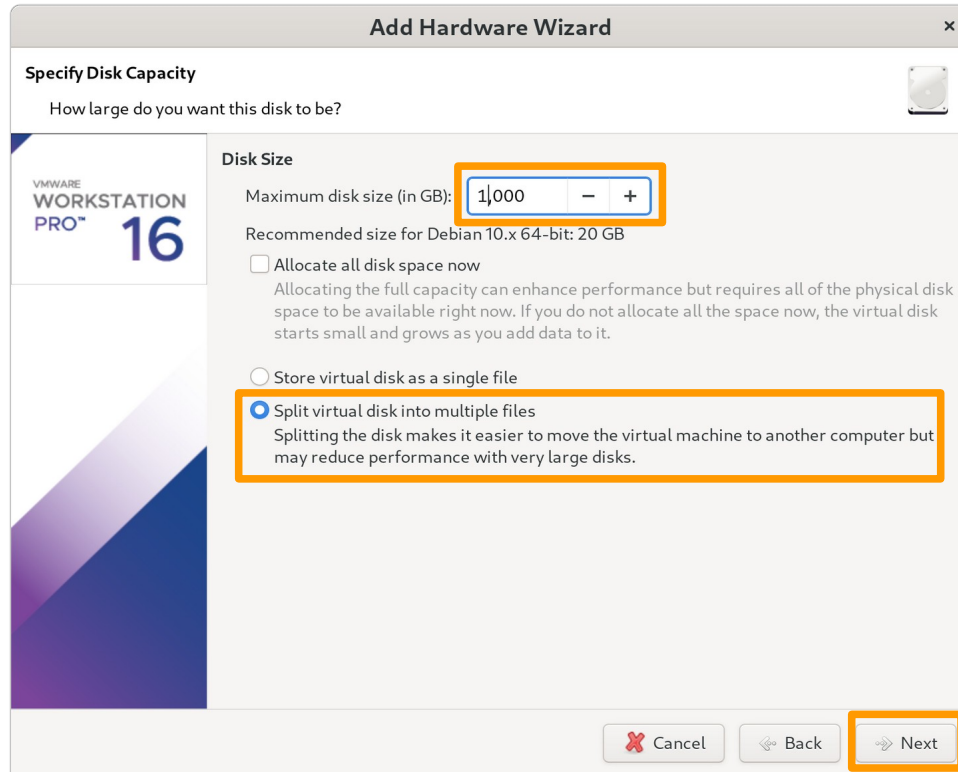 Add Hardware Wizard
×
Specify Disk Capacity
How large do you want this disk to be?
VMWARE
WORKSTATION
PRO™ 16
Disk Size
Maximum disk size (in GB): 1,000 − +
Recommended size for Debian 10.x 64-bit: 20 GB
Allocate all disk space now
Allocating the full capacity can enhance performance but requires all of the physical disk
space to be available right now. If you do not allocate all the space now, the virtual disk
starts small and grows as you add data to it.
Store virtual disk as a single file
Split virtual disk into multiple files
Splitting the disk makes it easier to move the virtual machine to another computer but
may reduce performance with very large disks.
Cancel Back Next